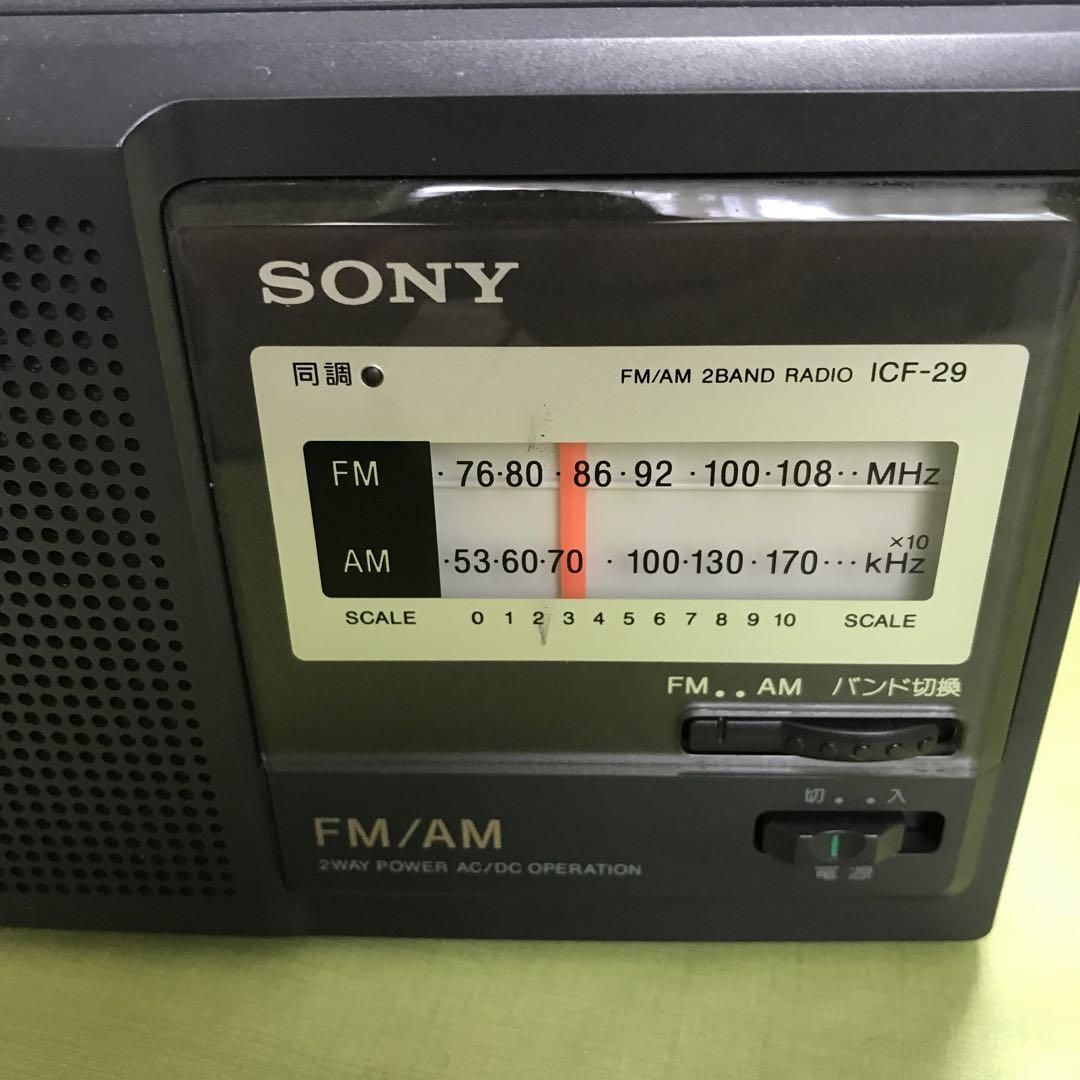 SONY
同調 FM/AM 2BAND RADIO ICF-29
FM · 76·80 · 86·92 · 100·108·· MHz
×10
AM ·53·60·70 · 100·130·170··· kHz
SCALE 0 1 2 3 4 5 6 7 8 9 10 SCALE
FM.. AM バンド切換
切..入
FM/AM
2WAY POWER AC/DC OPERATION
電源